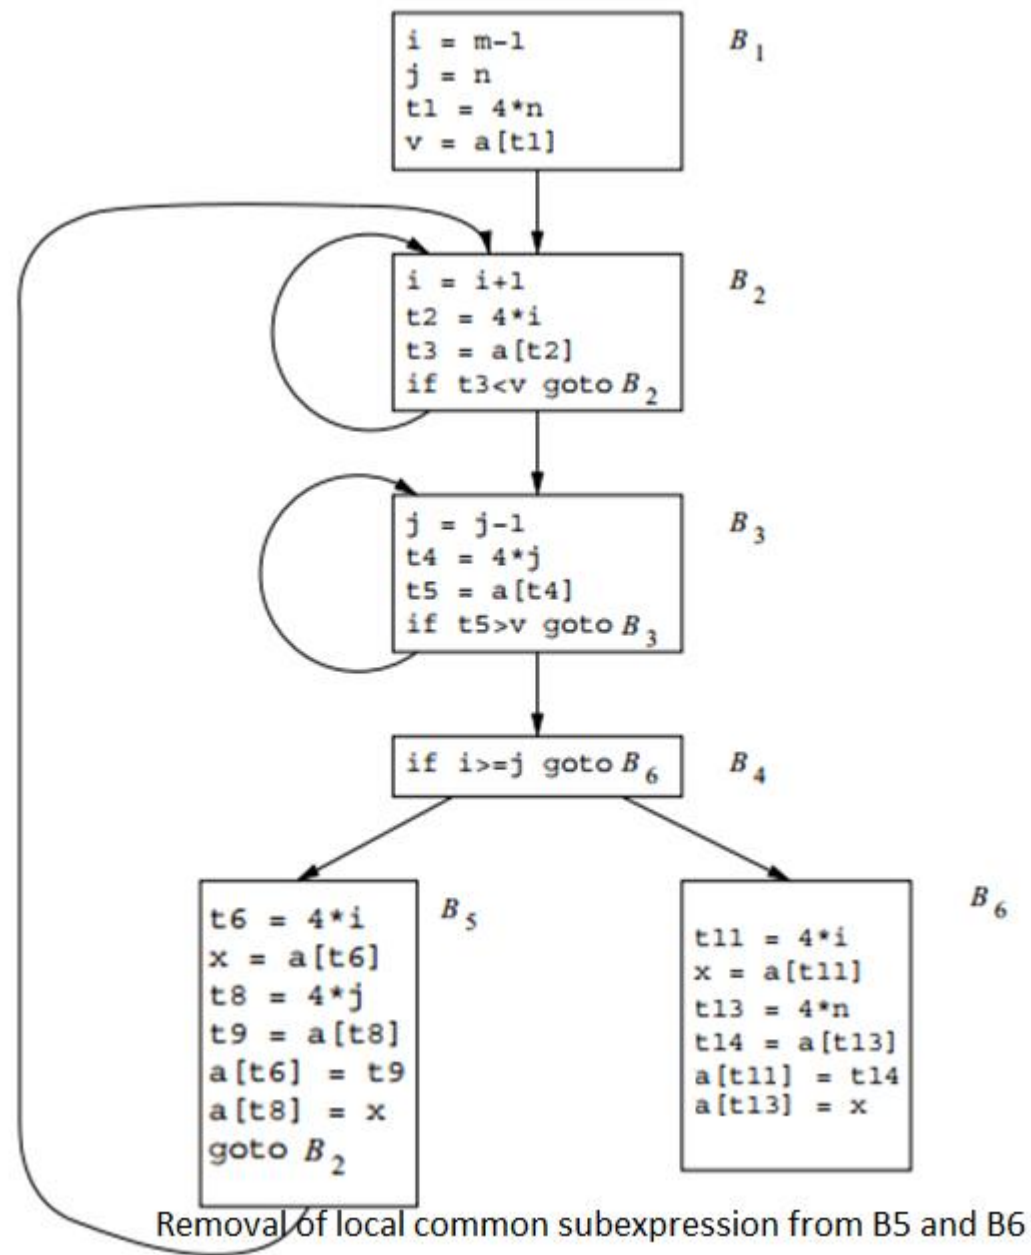 i = m-1
B1
j = n
t1 = 4*n
v = a[t1]
i = i+1
B2
t2 = 4*i
t3 = a[t2]
if t3<v goto B2
j = j-1
B3
t4 = 4*j
t5 = a[t4]
if t5>v goto B3
if i>=j goto B6
B4
t6 = 4*i
x = a[t6]
t8 = 4*j
t9 = a[t8]
a[t6] = t9
a[t8] = x
goto B2
B5
B6
t11 = 4*i
x = a[t11]
t13 = 4*n
t14 = a[t13]
a[t11] = t14
a[t13] = x
Removal of local common subexpression from B5 and B6